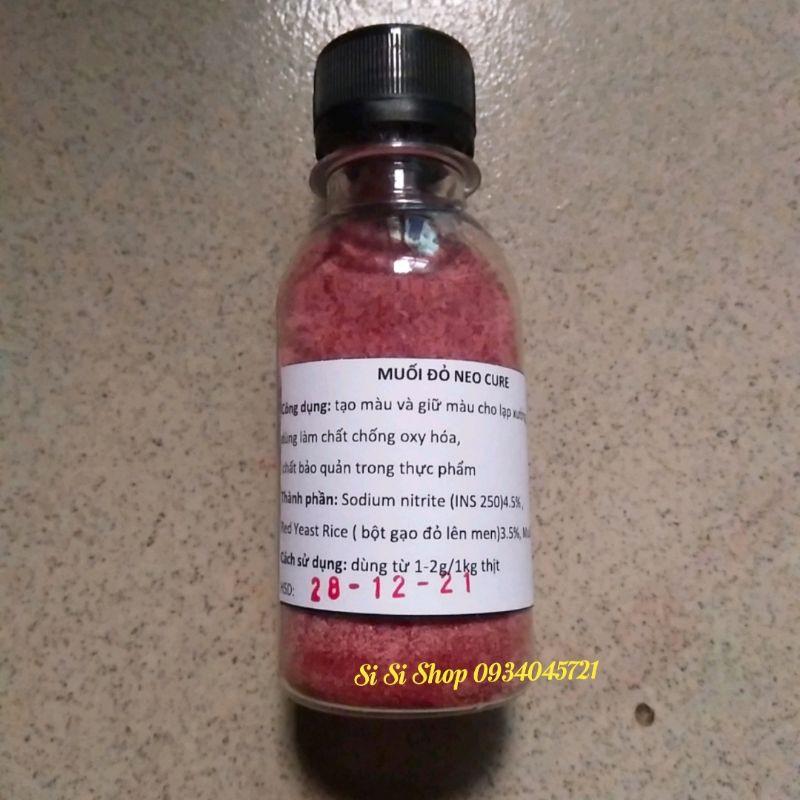 MUỐI ĐỎ NEO CURE
Công dụng: tạo màu và giữ màu cho lạp xưởng
dùng làm chất chống oxy hóa,
chất bảo quản trong thực phẩm
Thành phần: Sodium nitrite (INS 250)4.5% ,
Red Yeast Rice ( bột gạo đỏ lên men)3.5%,
Cách sử dụng: dùng từ 1-2g/1kg thịt
HSD: 28-12-21
Si Si Shop 0934045721